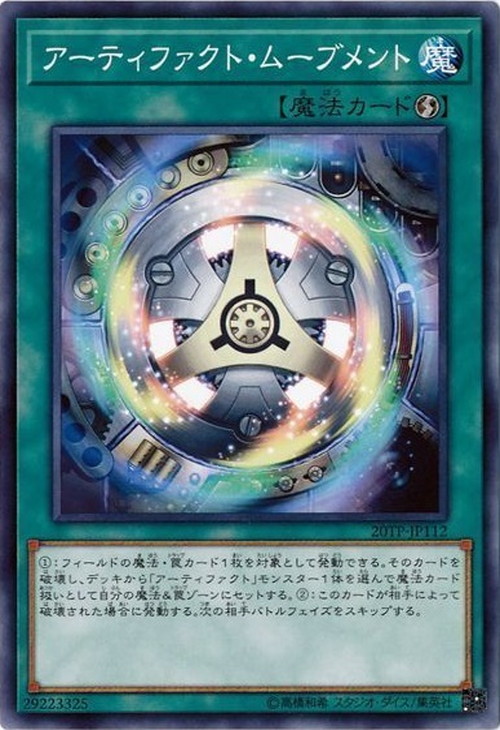 アーティファクト・ムーブメント 魔
【魔法カード】
20TP-JP112
①：フィールドの魔法・罠カード１枚を対象として発動できる。そのカードを
破壊し、デッキから「アーティファクト」モンスター１体を選んで魔法カード
扱いとして自分の魔法＆罠ゾーンにセットする。②：このカードが相手によって
破壊された場合に発動する。次の相手バトルフェイズをスキップする。
29223325 ©高橋和希 スタジオ・ダイス/集英社